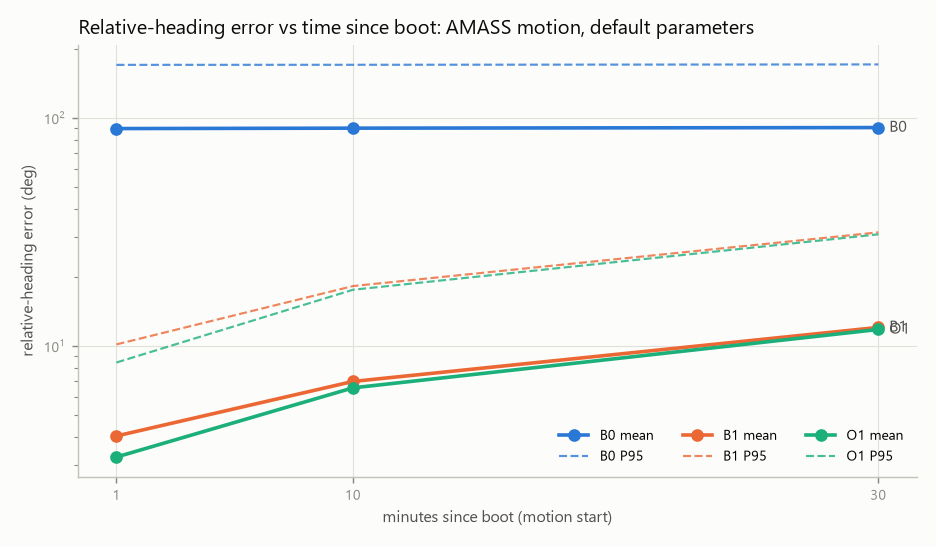 Relative-heading error vs time since boot: AMASS motion, default parameters
relative-heading error (deg)
10²
10¹
B0
B1
O1
B0 mean
B1 mean
O1 mean
B0 P95
B1 P95
O1 P95
1
10
30
minutes since boot (motion start)